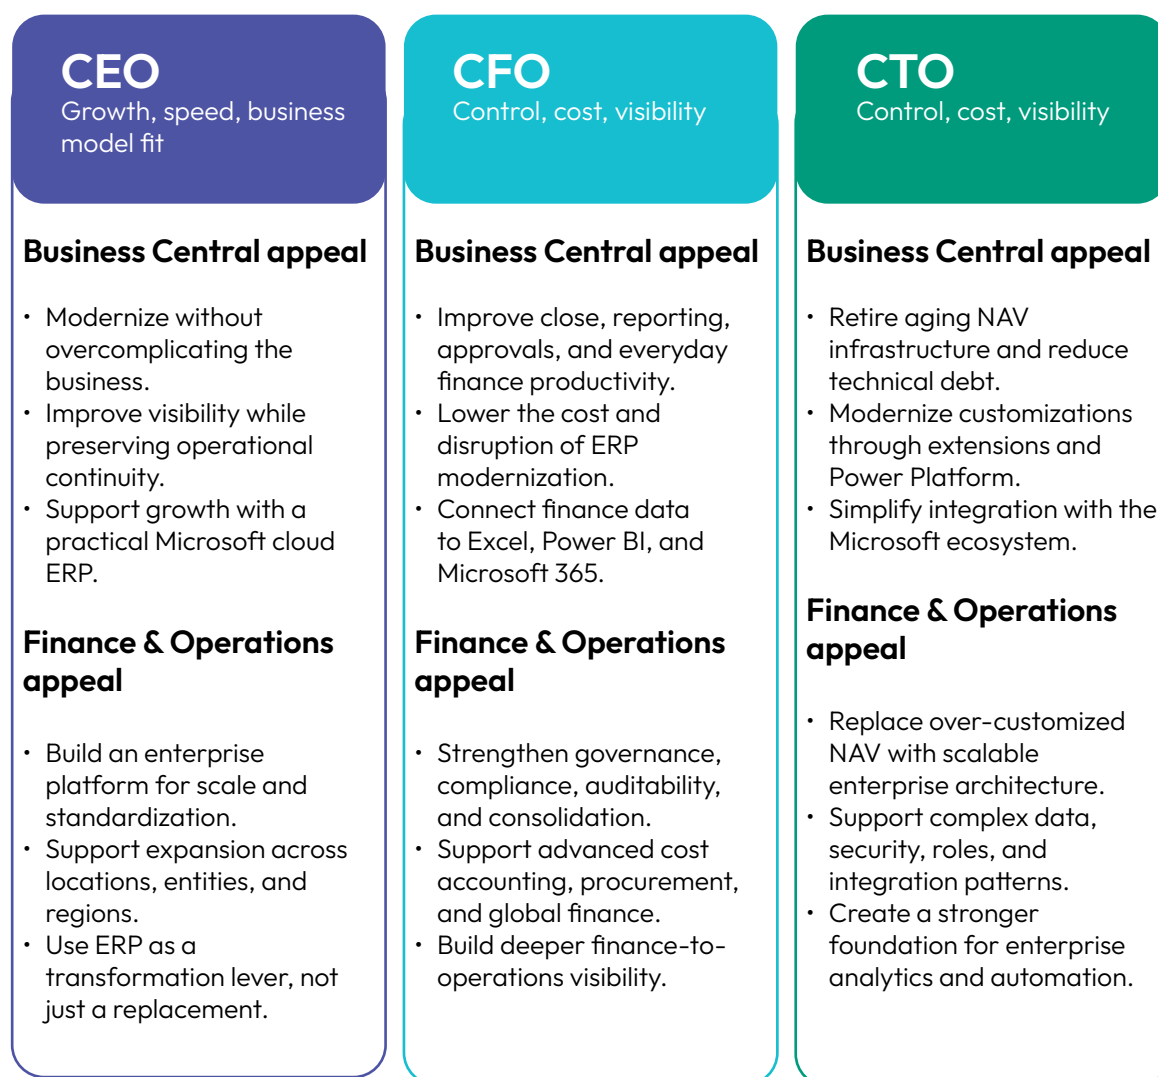 CEO
Growth, speed, business
model fit
Business Central appeal
• Modernize without
overcomplicating the
business.
• Improve visibility while
preserving operational
continuity.
• Support growth with a
practical Microsoft cloud
ERP.
Finance & Operations
appeal
• Build an enterprise
platform for scale and
standardization.
• Support expansion across
locations, entities, and
regions.
• Use ERP as a
transformation lever, not
just a replacement.
CFO
Control, cost, visibility
Business Central appeal
• Improve close, reporting,
approvals, and everyday
finance productivity.
• Lower the cost and
disruption of ERP
modernization.
• Connect finance data
to Excel, Power BI, and
Microsoft 365.
Finance & Operations
appeal
• Strengthen governance,
compliance, auditability,
and consolidation.
• Support advanced cost
accounting, procurement,
and global finance.
• Build deeper finance-to-
operations visibility.
CTO
Control, cost, visibility
Business Central appeal
• Retire aging NAV
infrastructure and reduce
technical debt.
• Modernize customizations
through extensions and
Power Platform.
• Simplify integration with the
Microsoft ecosystem.
Finance & Operations
appeal
• Replace over-customized
NAV with scalable
enterprise architecture.
• Support complex data,
security, roles, and
integration patterns.
• Create a stronger
foundation for enterprise
analytics and automation.